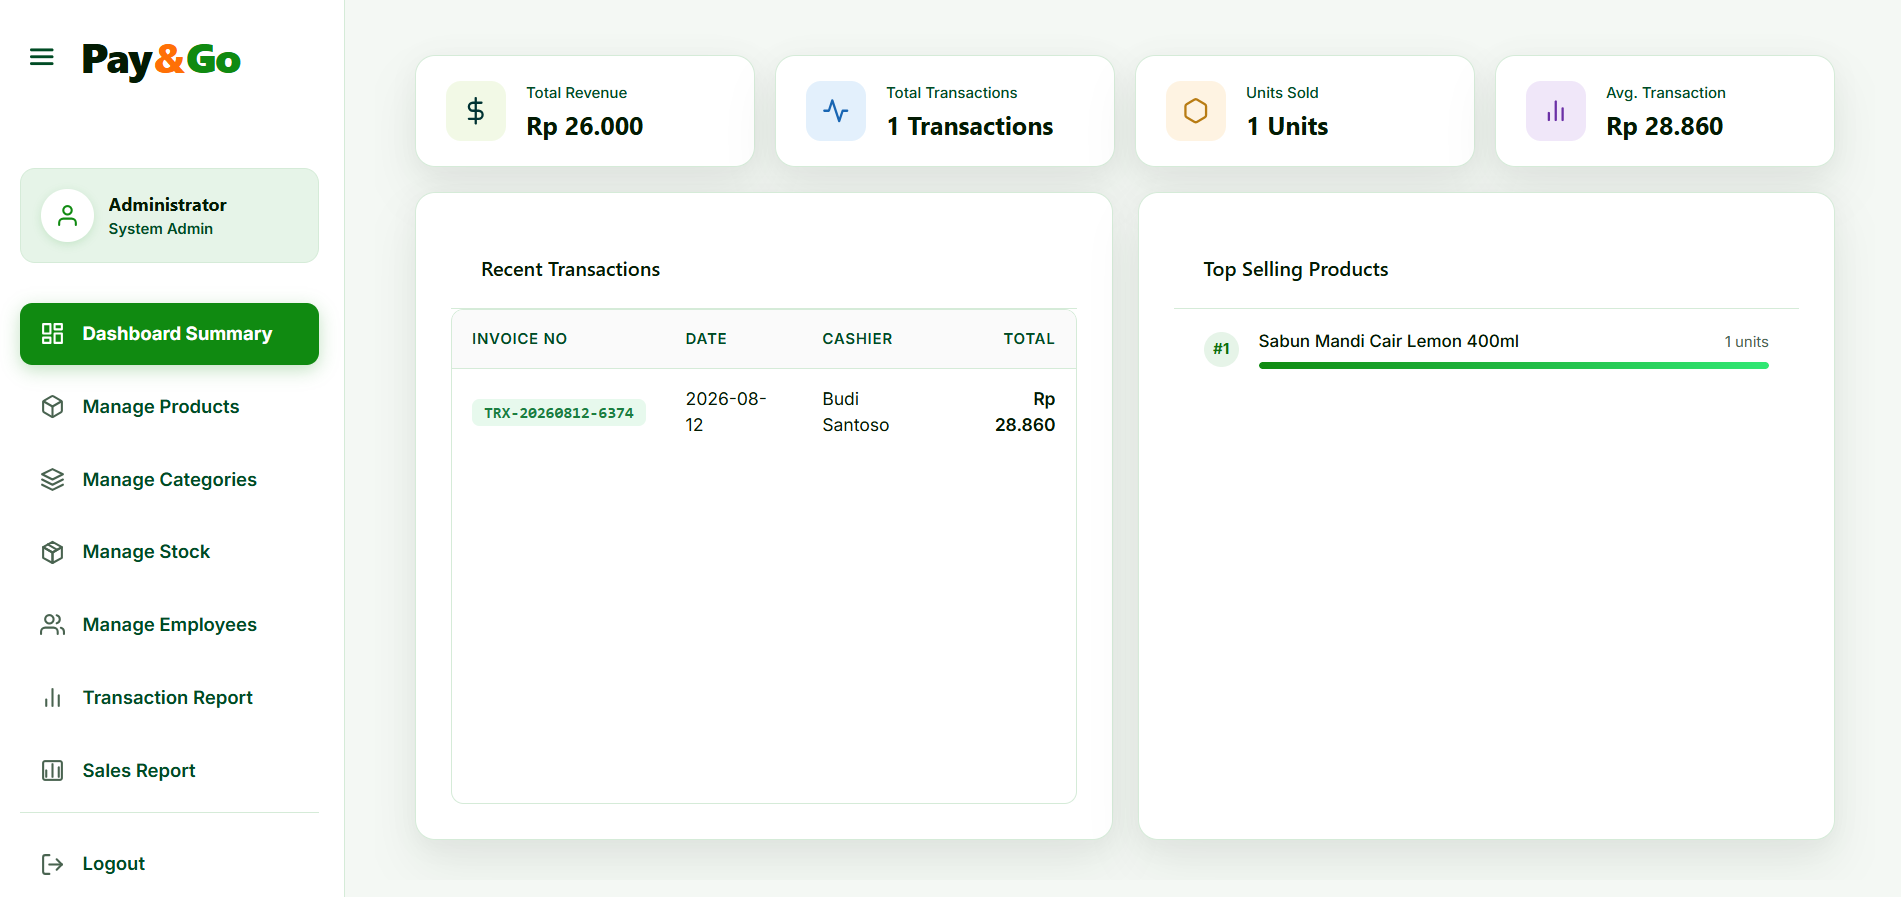 Pay&Go
Administrator
System Admin
Dashboard Summary
Manage Products
Manage Categories
Manage Stock
Manage Employees
Transaction Report
Sales Report
Logout
Total Revenue
Rp 26.000
Total Transactions
1 Transactions
Units Sold
1 Units
Avg. Transaction
Rp 28.860
Recent Transactions
INVOICE NO DATE CASHIER TOTAL
TRX-20260812-6374 2026-08-12 Budi Santoso Rp 28.860
Top Selling Products
#1 Sabun Mandi Cair Lemon 400ml 1 units